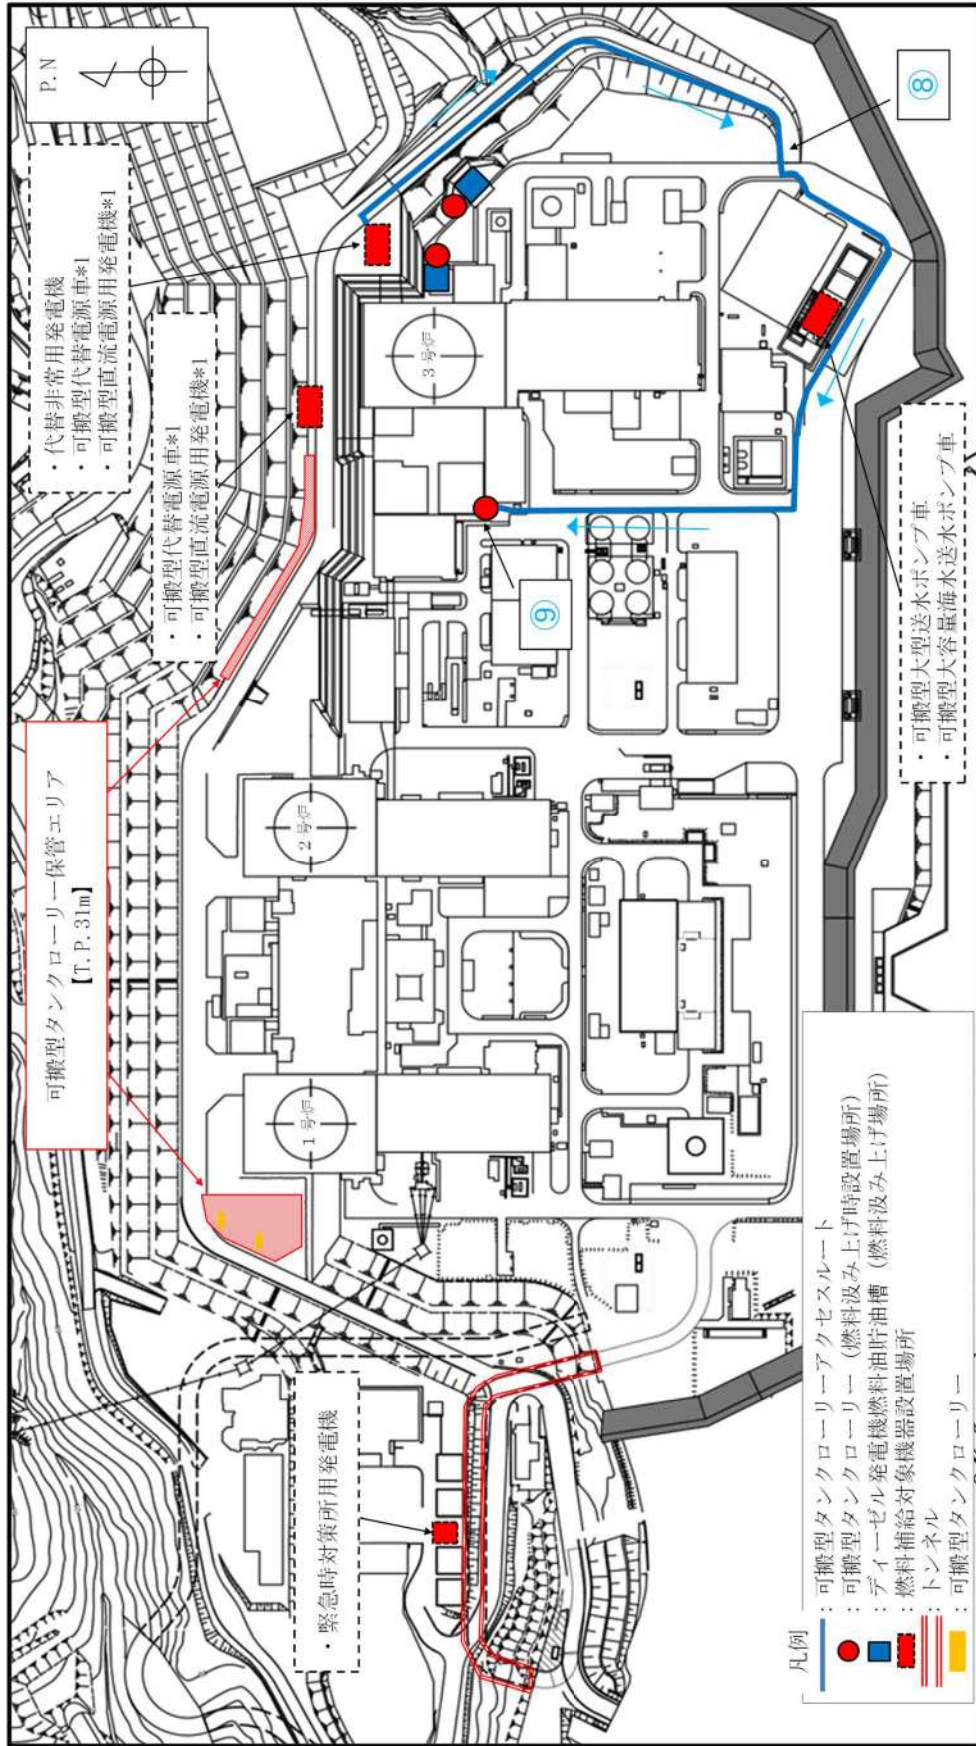 P.N
・代替非常用発電機
・可搬型代替電源車*1
・可搬型直流電源用発電機*1
・可搬型代替電源車*1
・可搬型直流電源用発電機*1
可搬型タンクローリー保管エリア
【T.P.31m】
・緊急時対策所用発電機
1号炉
2号炉
3号炉
⑧
⑨
・可搬型大型送水ポンプ車
・可搬型大容量海水送水ポンプ車
凡例
：可搬型タンクローリーアクセスルート
：可搬型タンクローリー（燃料汲み上げ時設置場所）
：ディーゼル発電機燃料油貯油槽（燃料汲み上げ場所）
：燃料補給対象機器設置場所
：トンネル
：可搬型タンクローリー